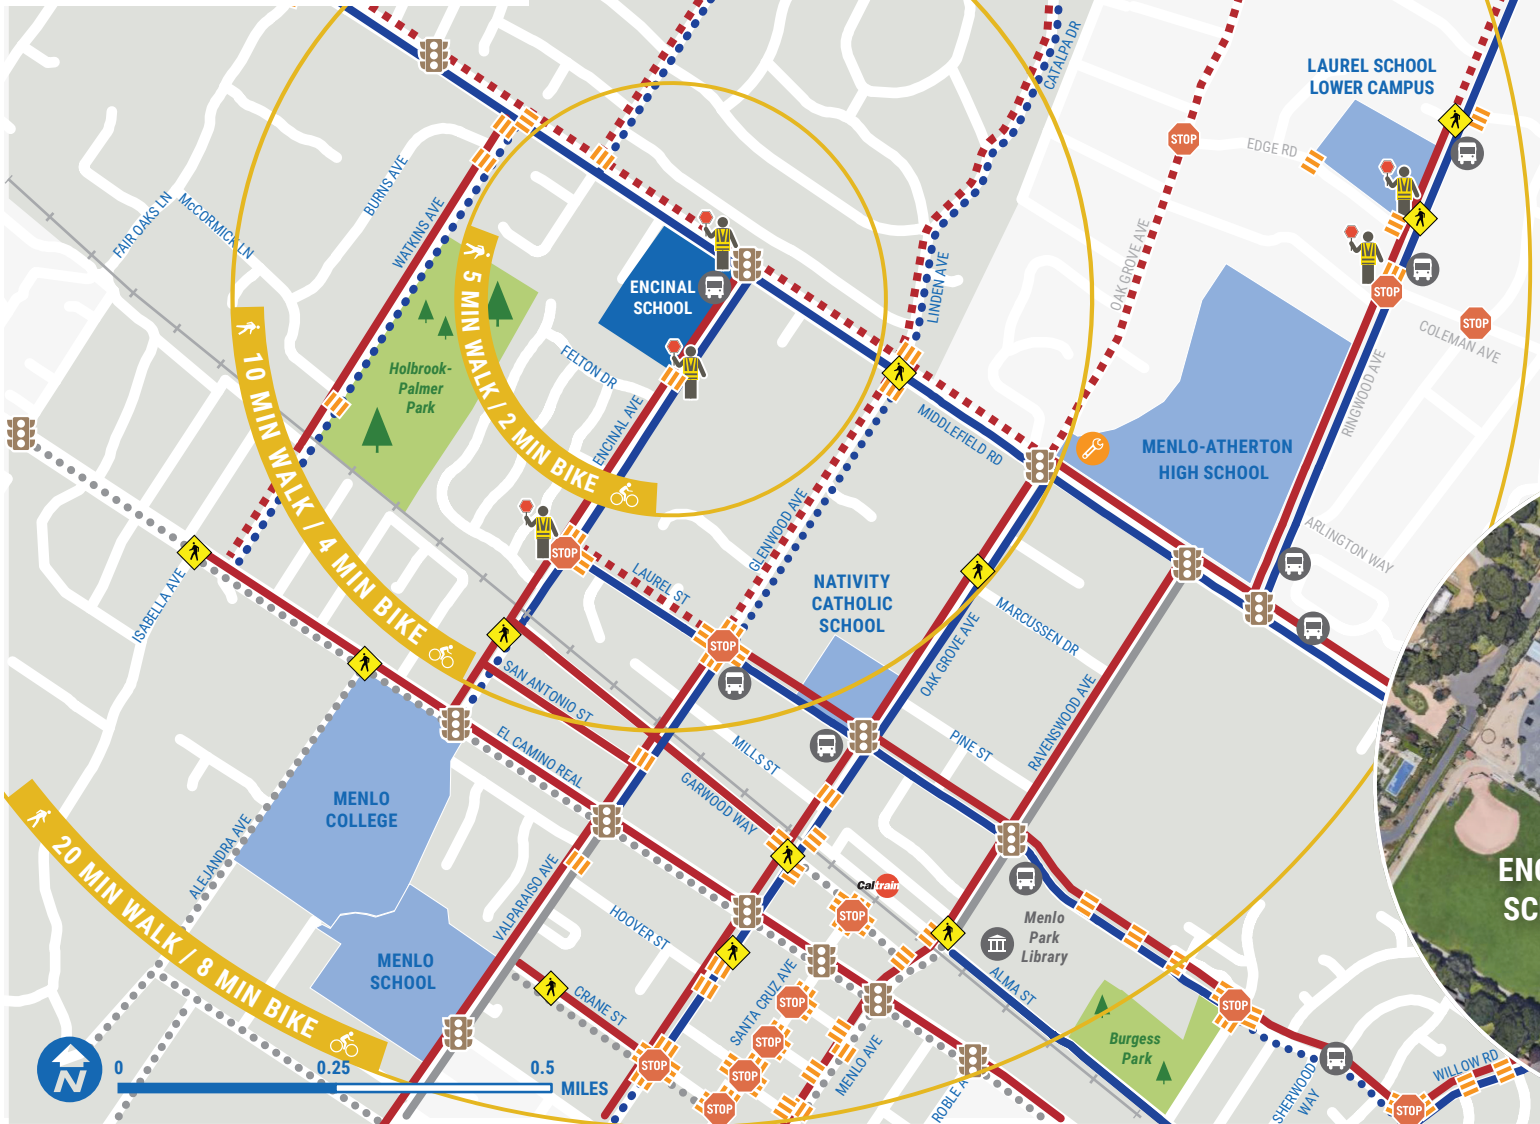 CATALPA DR
LAUREL SCHOOL
LOWER CAMPUS
STOP
EDGE RD
FAIR OAKS LN
McCORMICK LN
BURNS AVE
WATKINS AVE
LINDEN AVE
OAK GROVE AVE
ENCINAL
SCHOOL
5 MIN WALK / 2 MIN BIKE
10 MIN WALK / 4 MIN BIKE
20 MIN WALK / 8 MIN BIKE
Holbrook-
Palmer
Park
FELTON DR
ENCINAL AVE
STOP
STOP
COLEMAN AVE
RINGWOOD AVE
MIDDLEFIELD RD
MENLO-ATHERTON
HIGH SCHOOL
GLENWOOD AVE
ARLINGTON WAY
STOP
LAUREL ST
NATIVITY
CATHOLIC
SCHOOL
ISABELLA AVE
STOP
MARCUSSEN DR
OAK GROVE AVE
SAN ANTONIO ST
EL CAMINO REAL
MILLS ST
PINE ST
RAVENSWOOD AVE
MENLO
COLLEGE
GARWOOD WAY
ALEJANDRA AVE
VALPARAISO AVE
HOOVER ST
Caltrain
STOP
Menlo
Park
Library
ENC
SC
MENLO
SCHOOL
CRANE ST
SANTA CRUZ AVE
ALMA ST
STOP
STOP
STOP
STOP
STOP
STOP
MENLO AVE
ROBLE A
Burgess
Park
SHERWOOD
WAY
WILLOW RD
STOP
N
0
0.25
0.5
MILES